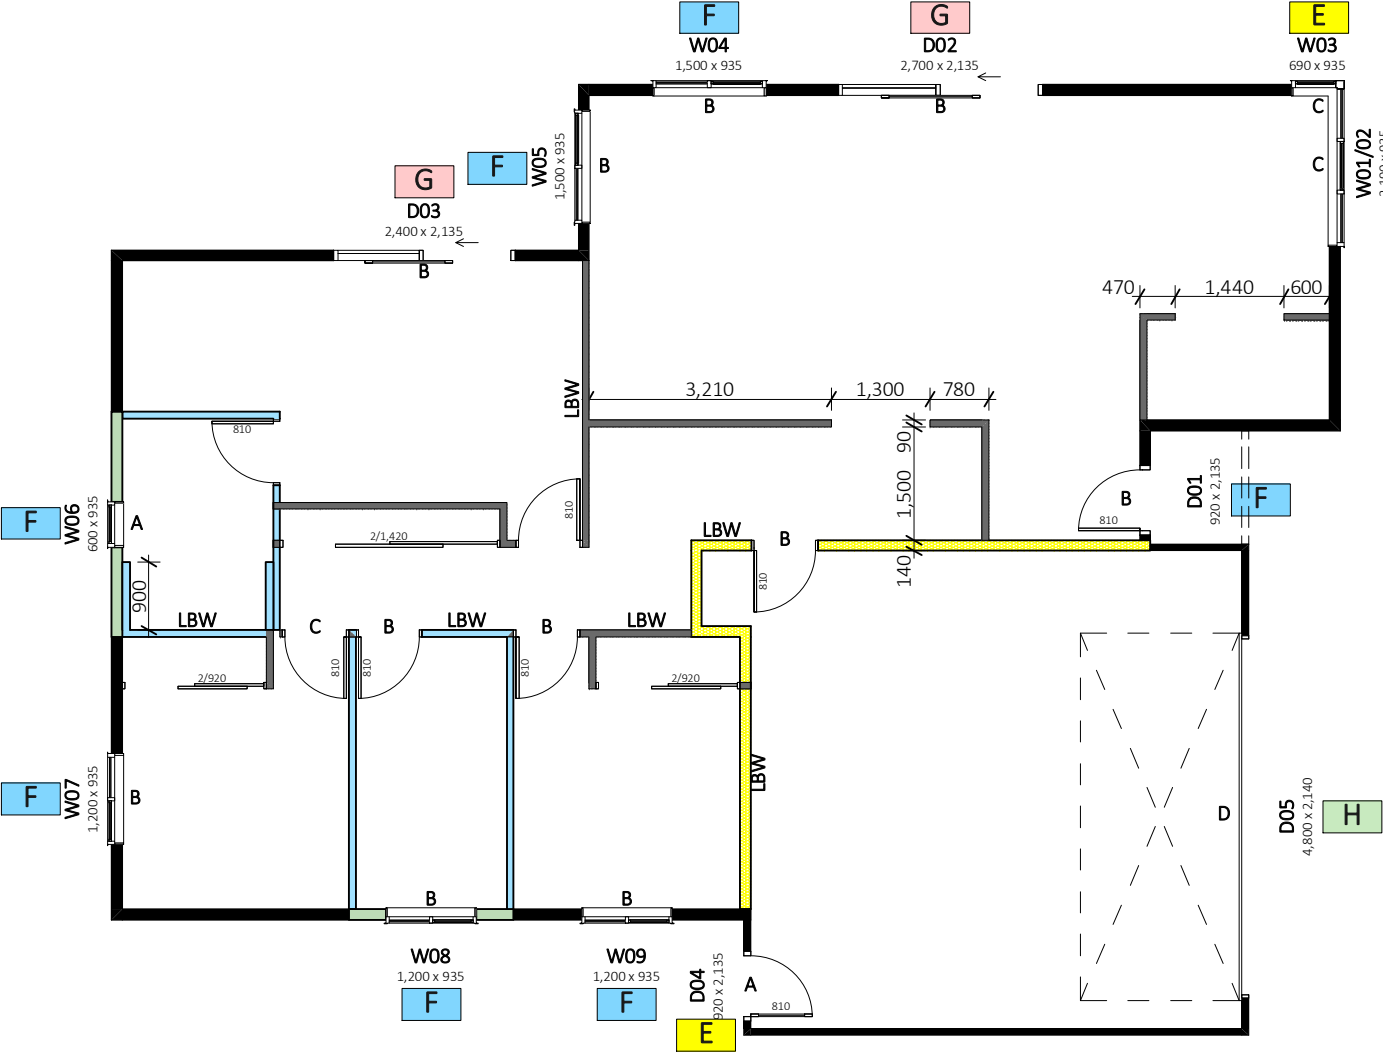 F
W04
1,500 x 935
B
G
D02
2,700 x 2,135
B
E
W03
690 x 935
C
C
W01/02
F
W05
1,500 x 935
B
G
D03
2,400 x 2,135
B
470
1,440
600
LBW
3,210
1,300
780
90
1,500
140
810
F
W06
600 x 935
A
810
2/1,420
LBW
B
810
B
810
D01
920 x 2,135
F
900
LBW
C
B
LBW
B
LBW
810
810
810
2/920
2/920
F
W07
1,200 x 935
B
LBW
D
D05
4,800 x 2,140
H
B
B
W08
1,200 x 935
F
W09
1,200 x 935
F
D04
920 x 2,135
E
A
810